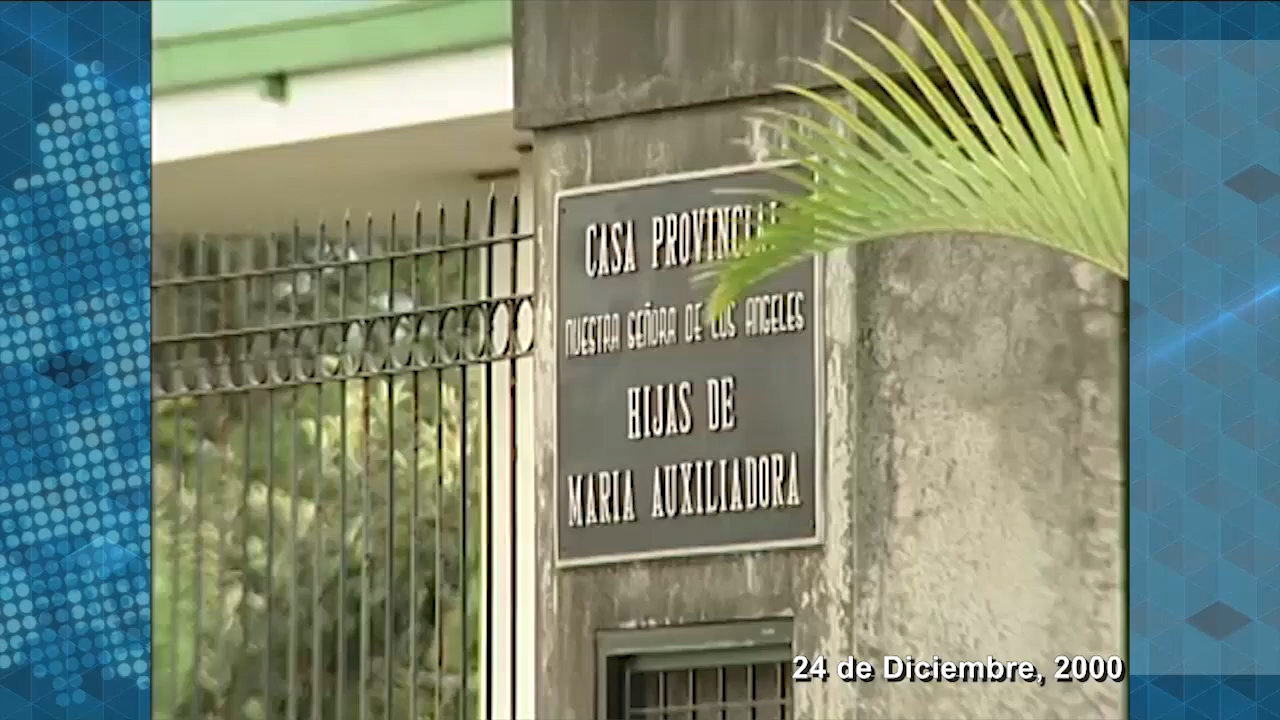 CASA PROVINCIAL
NUESTRA SEÑORA DE LOS ANGELES
HIJAS DE
MARIA AUXILIADORA
24 de Diciembre, 2000